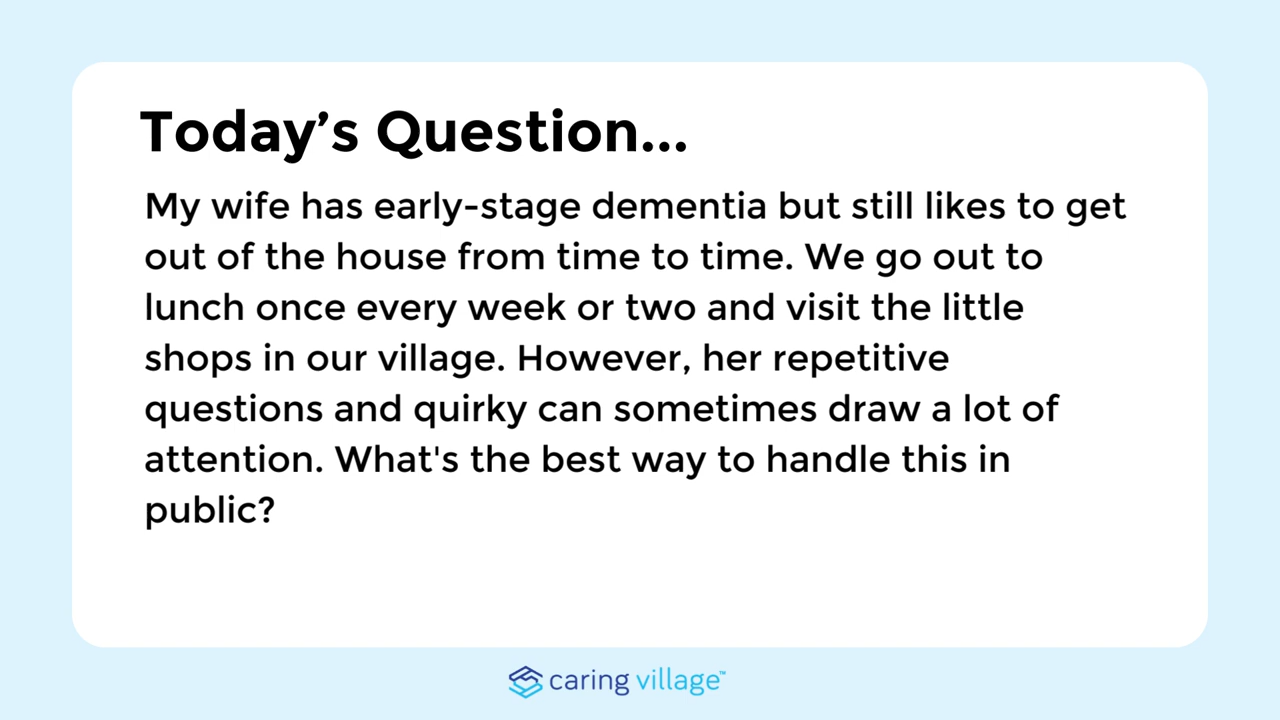 Today’s Question...
My wife has early-stage dementia but still likes to get
out of the house from time to time. We go out to
lunch once every week or two and visit the little
shops in our village. However, her repetitive
questions and quirky can sometimes draw a lot of
attention. What's the best way to handle this in
public?
caring village™